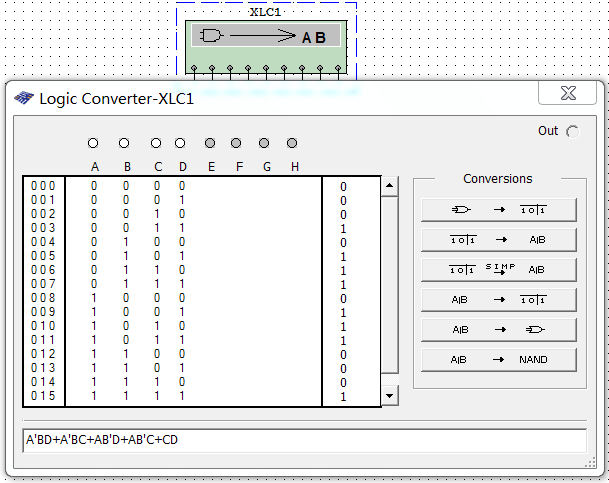 XLC1
A B
Logic Converter-XLC1
Out
A B C D E F G H
000 0 0 0 0 0
001 0 0 0 1 0
002 0 0 1 0 0
003 0 0 1 1 1
004 0 1 0 0 0
005 0 1 0 1 1
006 0 1 1 0 1
007 0 1 1 1 1
008 1 0 0 0 0
009 1 0 0 1 1
010 1 0 1 0 1
011 1 0 1 1 1
012 1 1 0 0 0
013 1 1 0 1 0
014 1 1 1 0 0
015 1 1 1 1 1
Conversions
→ 1 0 1
1 0 1 → A|B
1 0 1 SIMP → A|B
A|B → 1 0 1
A|B →
A|B → NAND
A'BD+A'BC+AB'D+AB'C+CD